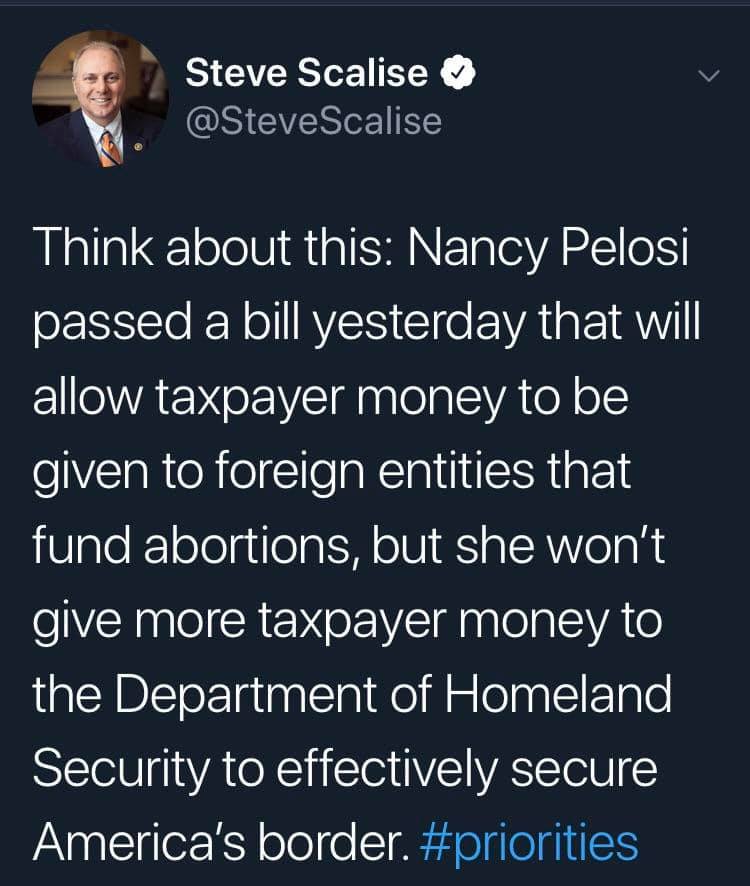 Steve Scalise
@SteveScalise
Think about this: Nancy Pelosi
passed a bill yesterday that will
allow taxpayer money to be
given to foreign entities that
fund abortions, but she won't
give more taxpayer money to
the Department of Homeland
Security to effectively secure
America's border. #priorities